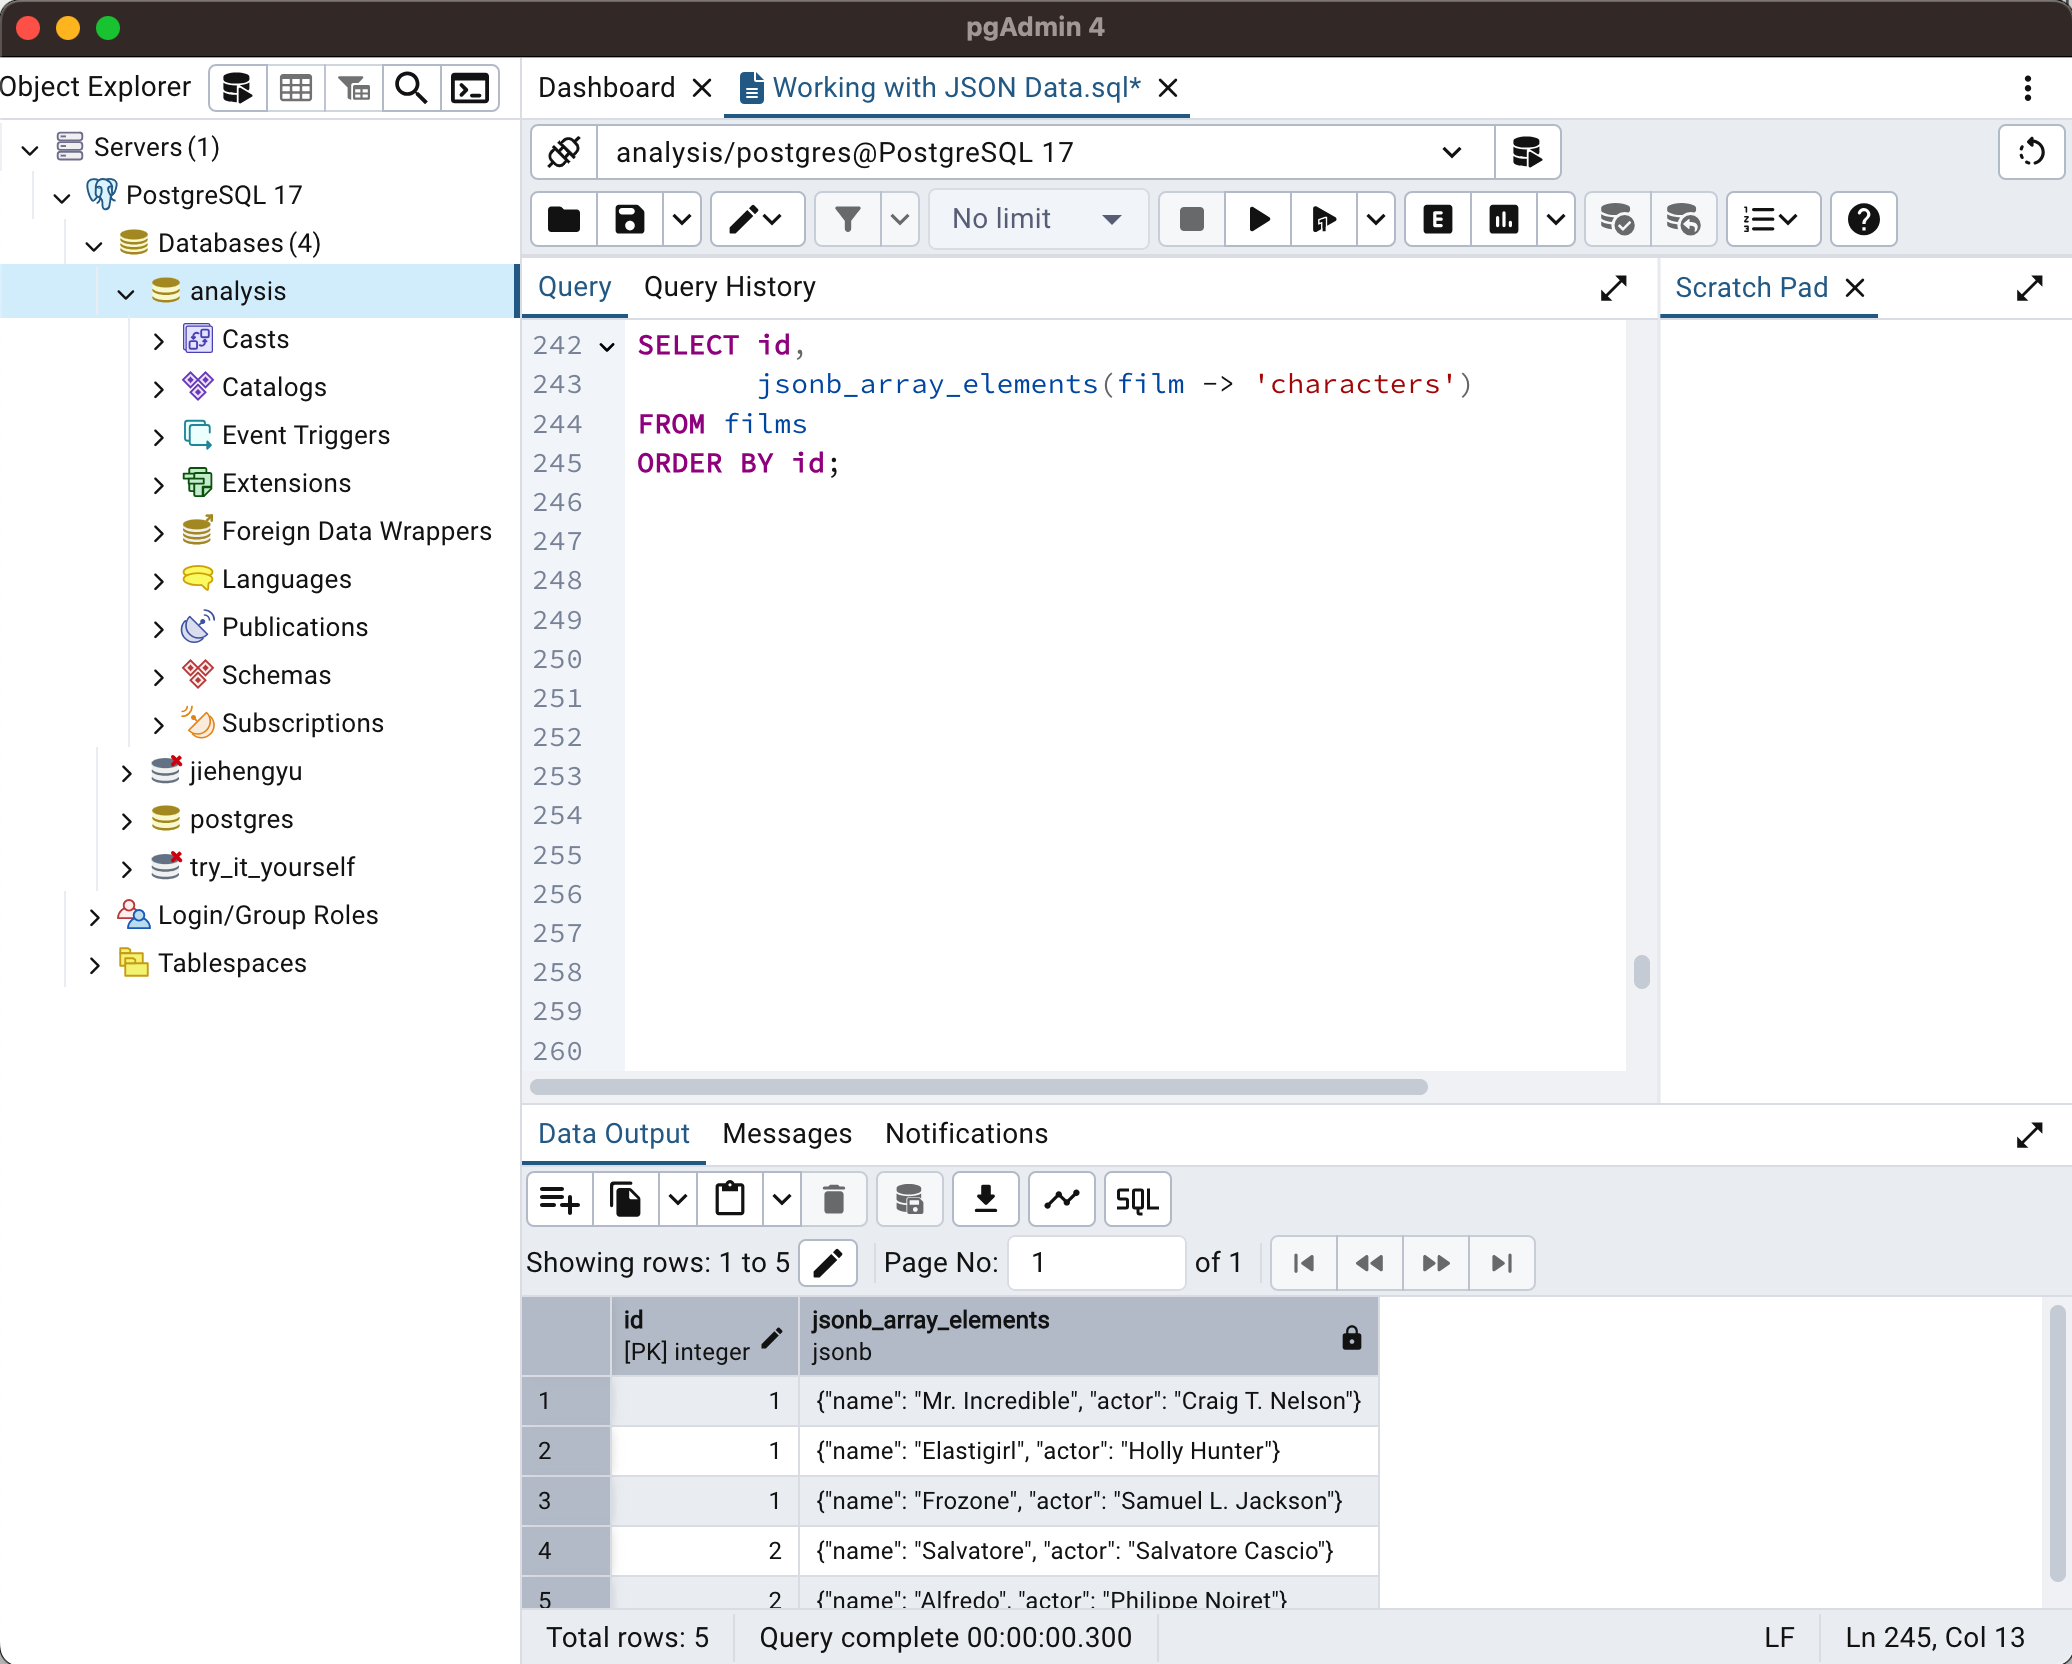 pgAdmin 4
Object Explorer
Servers (1)
PostgreSQL 17
Databases (4)
analysis
Casts
Catalogs
Event Triggers
Extensions
Foreign Data Wrappers
Languages
Publications
Schemas
Subscriptions
jiehengyu
postgres
try_it_yourself
Login/Group Roles
Tablespaces
Dashboard
Working with JSON Data.sql*
analysis/postgres@PostgreSQL 17
No limit
E
Query
Query History
Scratch Pad
242 SELECT id,
243 jsonb_array_elements(film -> 'characters')
244 FROM films
245 ORDER BY id;
246
247
248
249
250
251
252
253
254
255
256
257
258
259
260
Data Output
Messages
Notifications
SQL
Showing rows: 1 to 5
Page No: 1 of 1
id
[PK] integer
jsonb_array_elements
jsonb
1 1 {"name": "Mr. Incredible", "actor": "Craig T. Nelson"}
2 1 {"name": "Elastigirl", "actor": "Holly Hunter"}
3 1 {"name": "Frozone", "actor": "Samuel L. Jackson"}
4 2 {"name": "Salvatore", "actor": "Salvatore Cascio"}
5 2 {"name": "Alfredo", "actor": "Philippe Noiret"}
Total rows: 5
Query complete 00:00:00.300
LF
Ln 245, Col 13